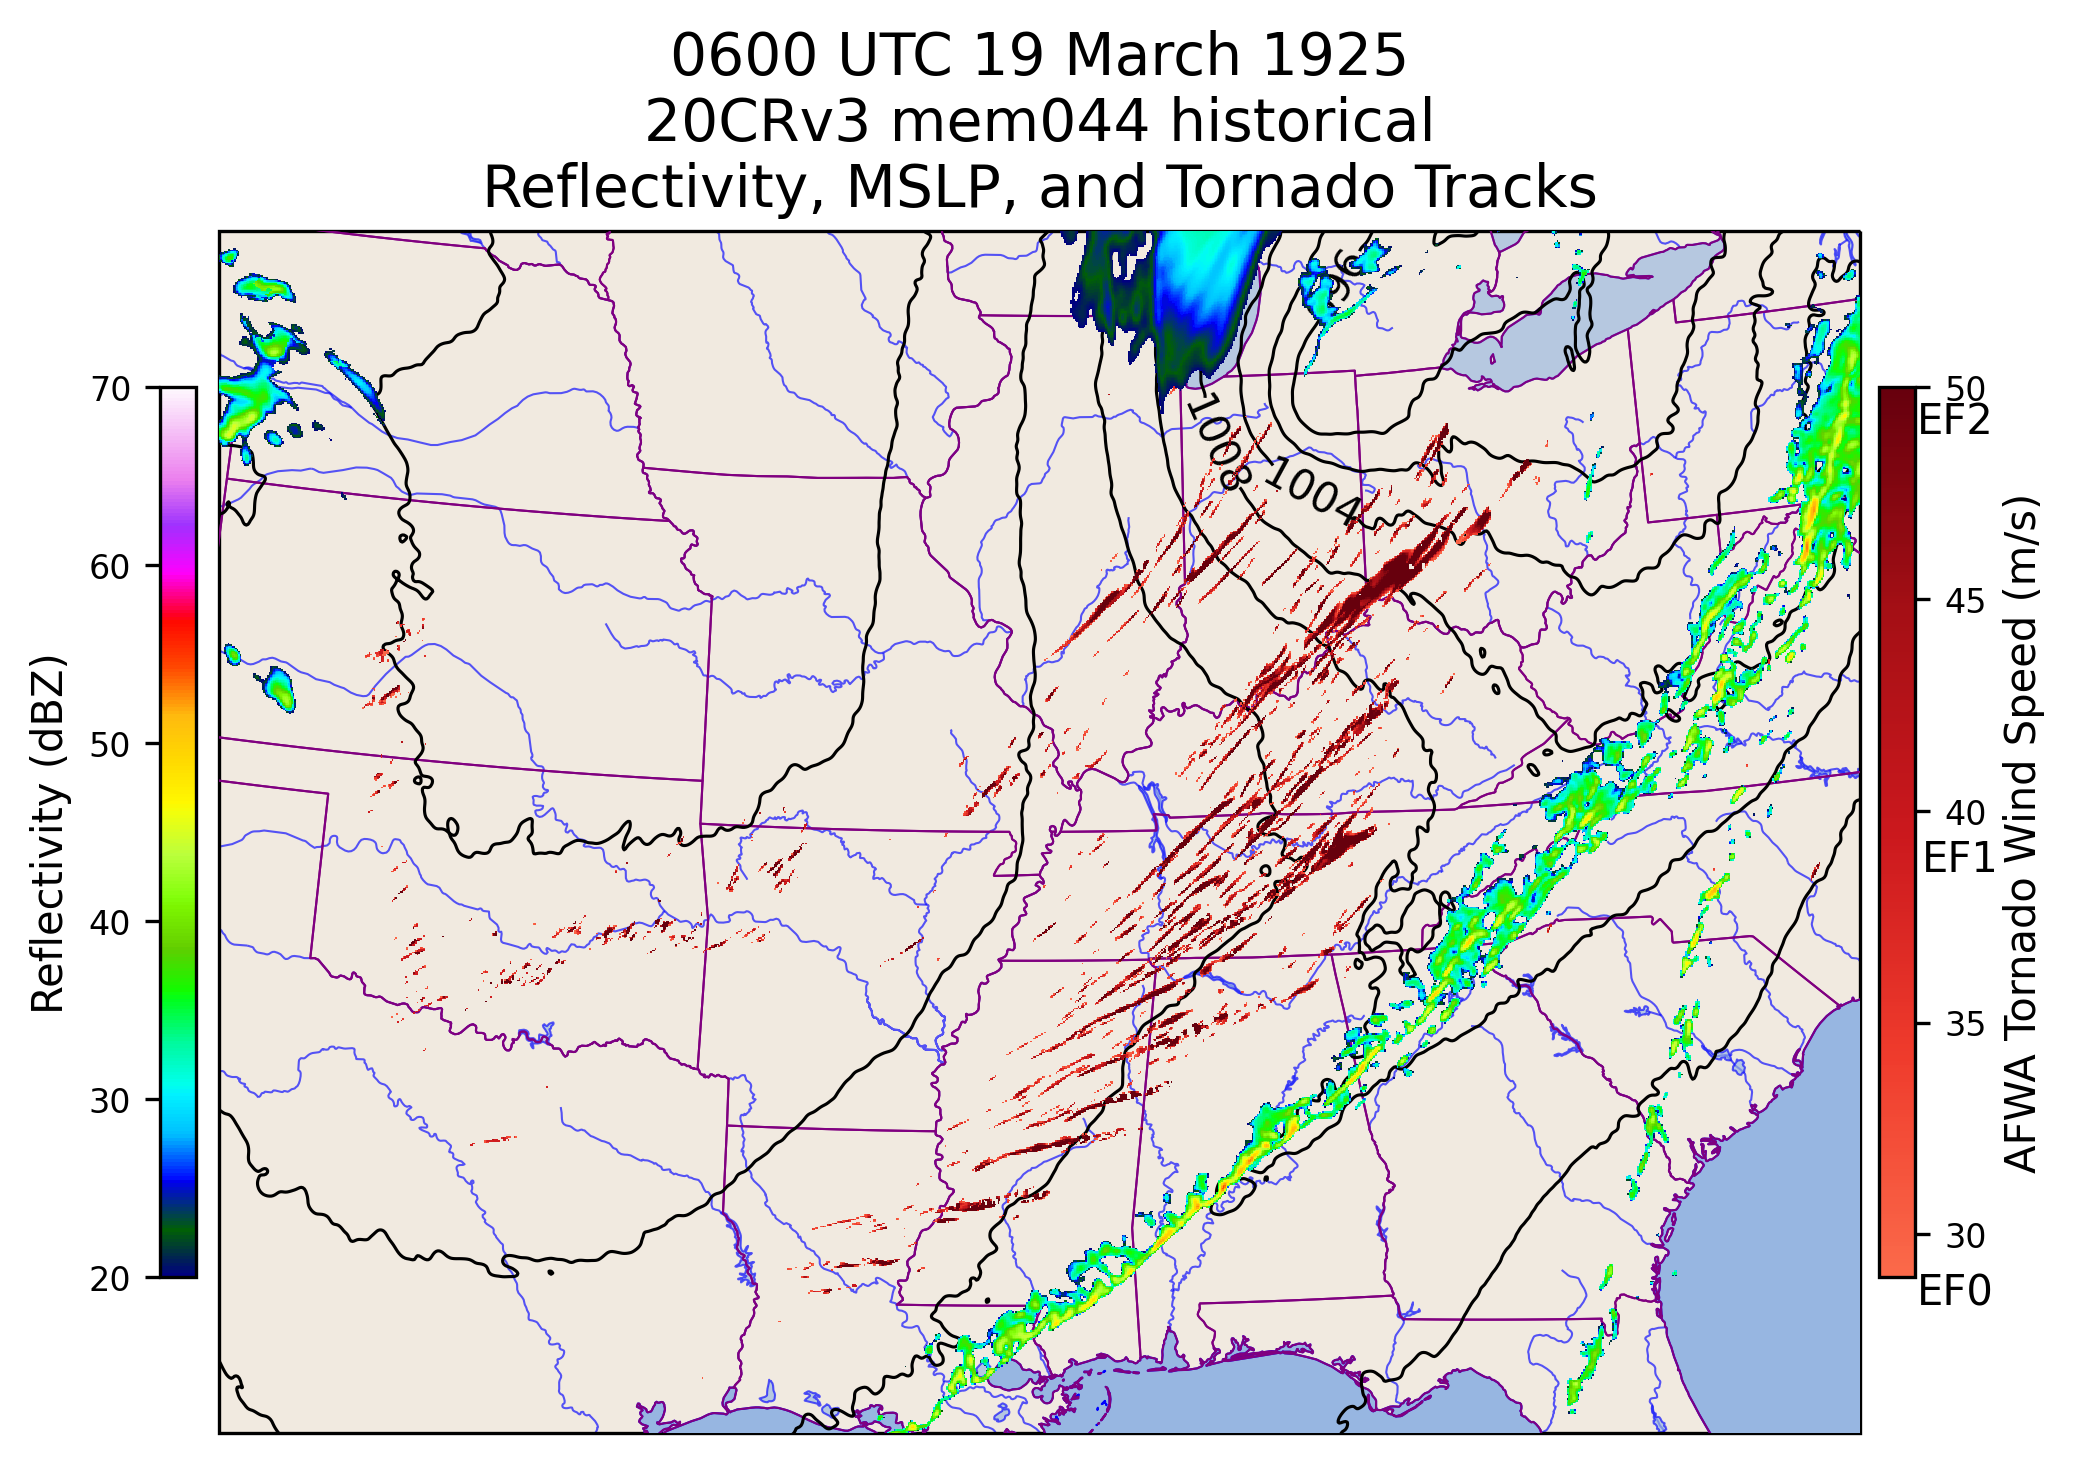 0600 UTC 19 March 1925
20CRv3 mem044 historical
Reflectivity, MSLP, and Tornado Tracks
Reflectivity (dBZ)
70
60
50
40
30
20
1008
1004
50
EF2
45
40
EF1
35
30
EF0
AFWA Tornado Wind Speed (m/s)